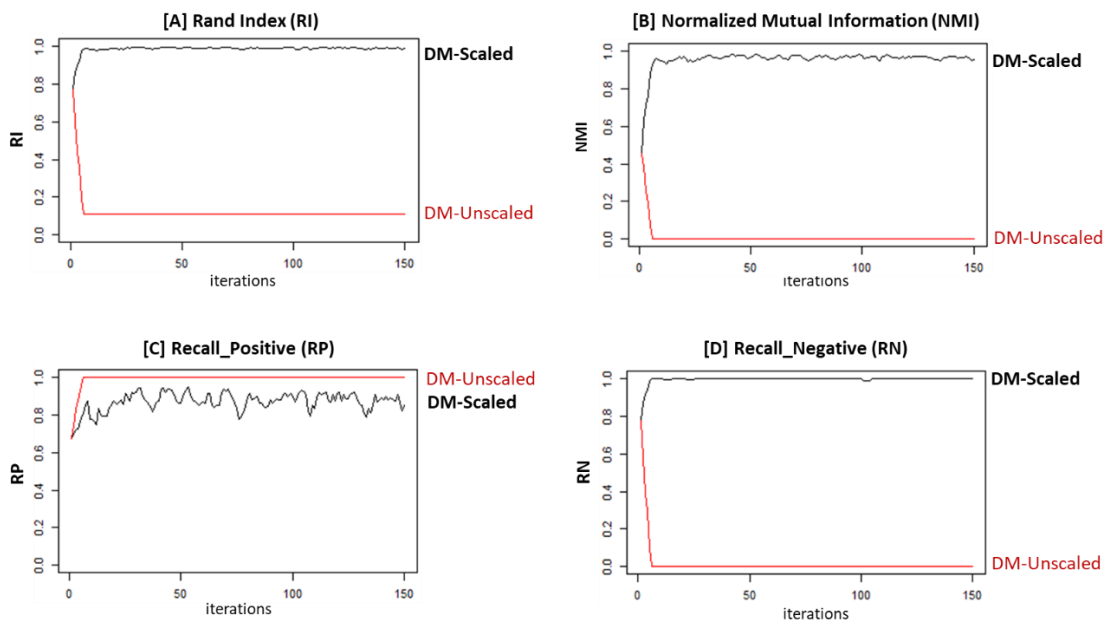 [A] Rand Index (RI)
1.0
0.8
0.6
0.4
0.2
0.0
RI
DM-Scaled
DM-Unscaled
0 50 100 150
iterations
[B] Normalized Mutual Information (NMI)
1.0
0.8
0.6
0.4
0.2
0.0
NMI
DM-Scaled
DM-Unscaled
0 50 100 150
iterations
[C] Recall_Positive (RP)
1.0
0.8
0.6
0.4
0.2
0.0
RP
DM-Unscaled
DM-Scaled
0 50 100 150
iterations
[D] Recall_Negative (RN)
1.0
0.8
0.6
0.4
0.2
0.0
RN
DM-Scaled
DM-Unscaled
0 50 100 150
iterations